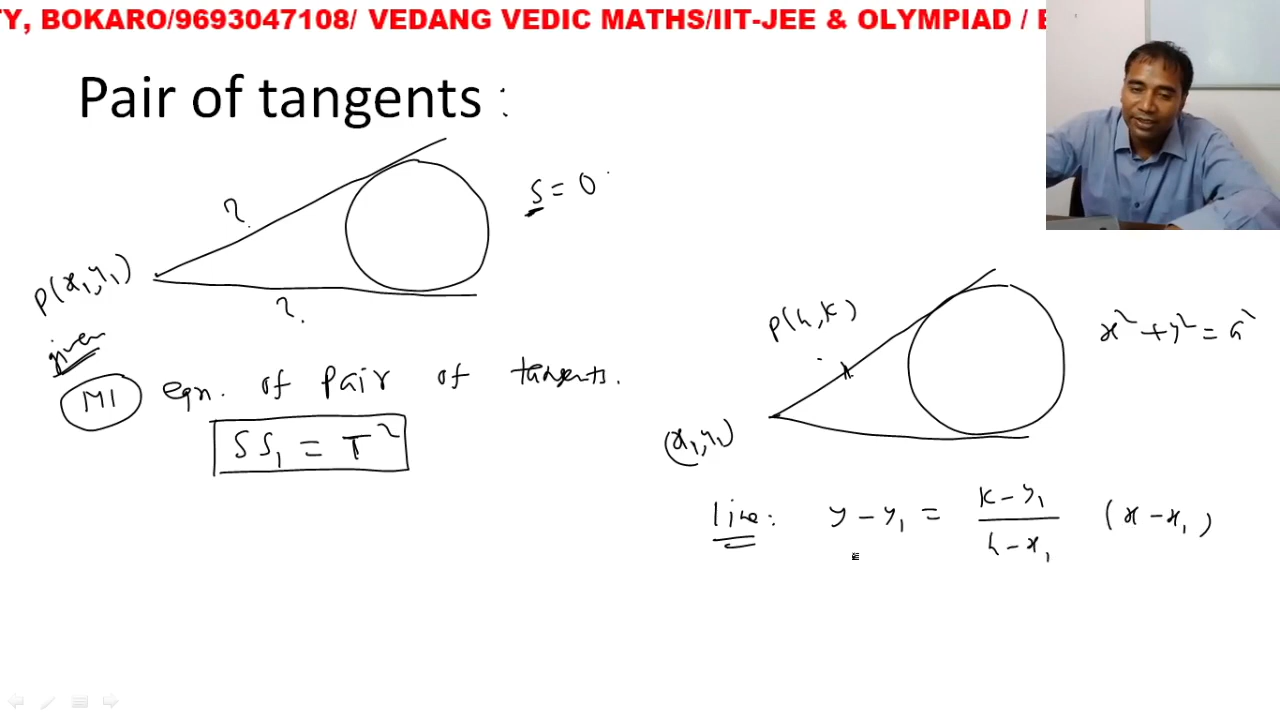 TY, BOKARO/9693047108/ VEDANG VEDIC MATHS/IIT-JEE & OLYMPIAD / E
Pair of tangents :
S = 0
?
P(x₁,y₁)
?
given
M1 eqn. of pair of tangents.
SS₁ = T²
P(h,k)
x² + y² = a²
(x₁,y₁)
line: y – y₁ = (k – y₁)/(h – x₁) (x – x₁)